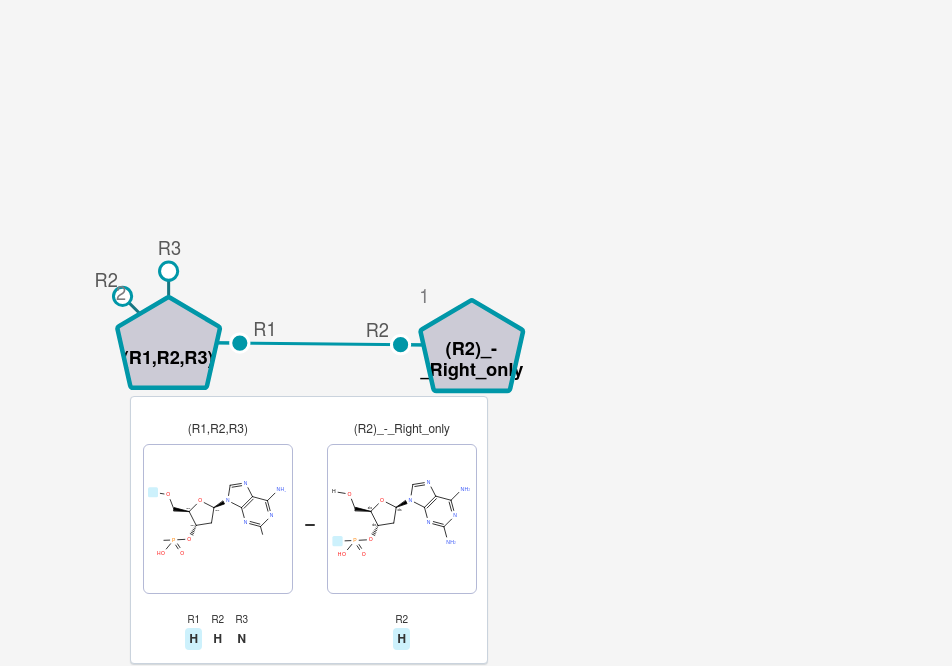 R3
R2
2
1
R1
R2
(R1,R2,R3)
(R2)_-
_Right_only
(R1,R2,R3)
(R2)_-_Right_only
O
O
P
O
HO
O
N
N
N
N
N
NH₂
–
H
O
O
P
O
HO
O
N
N
N
N
N
NH₂
NH₂
R1 R2 R3
R2
H H N
H